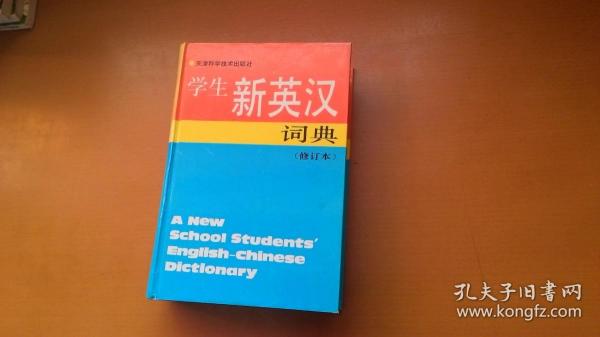 天津科学技术出版社
学生新英汉
词典
(修订本)
A New
School Students'
English-Chinese
Dictionary
孔夫子旧书网
www.kongfz.com